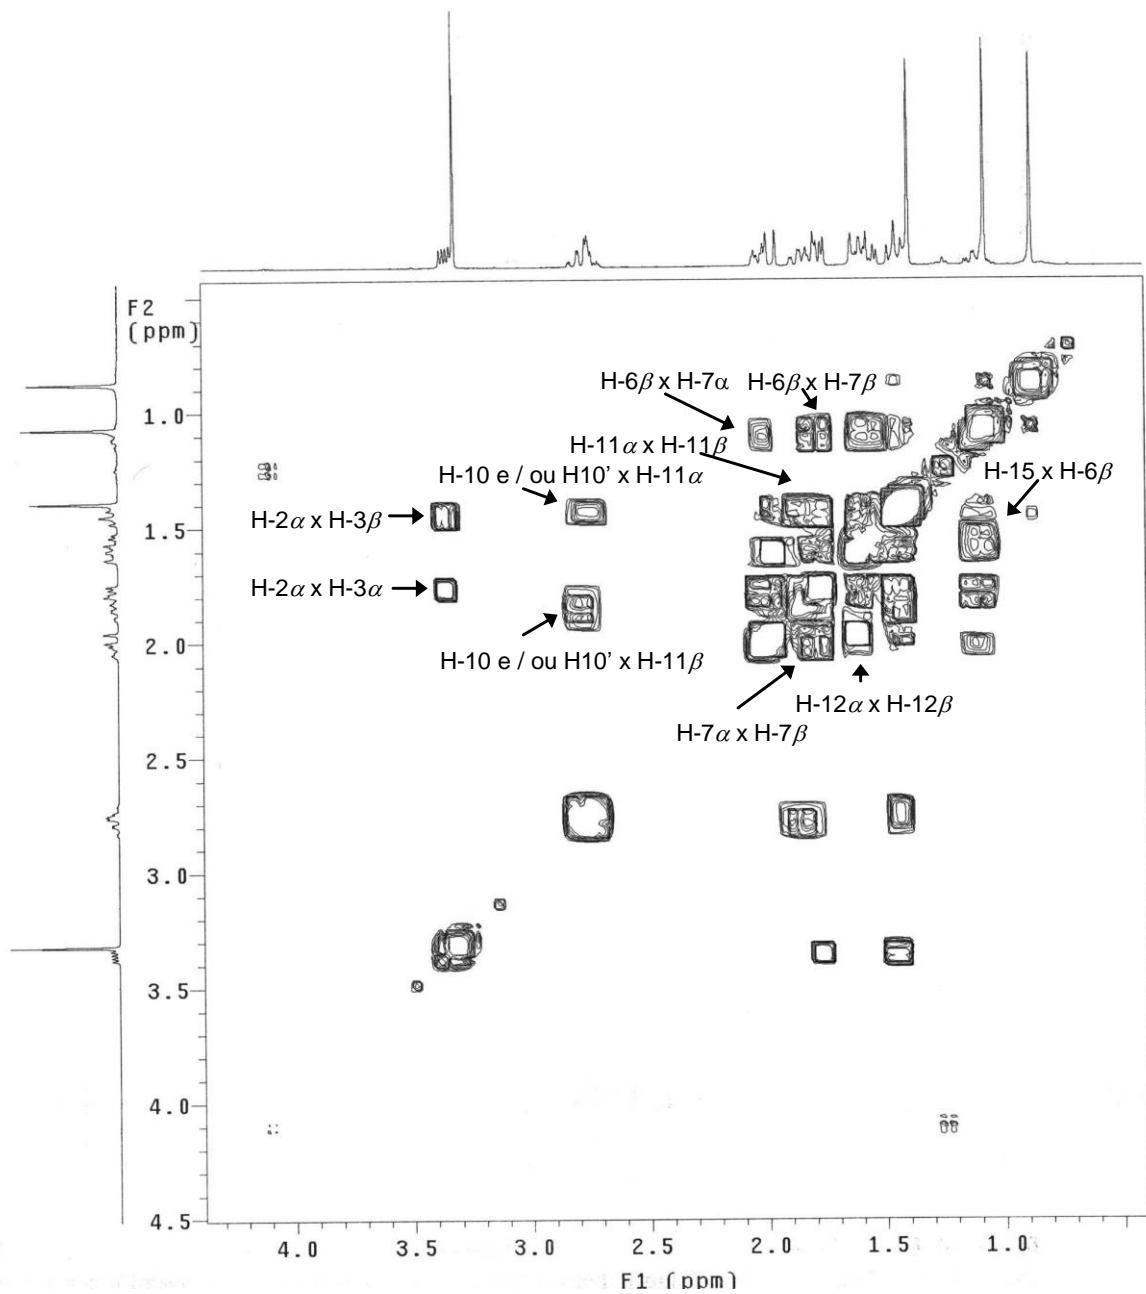 F2
(ppm)
H-6β x H-7α
H-6β x H-7β
1.0
H-11α x H-11β
H-10 e / ou H10' x H-11α
H-15 x H-6β
H-2α x H-3β
1.5
H-2α x H-3α
2.0
H-10 e / ou H10' x H-11β
H-12α x H-12β
H-7α x H-7β
2.5
3.0
3.5
4.0
4.5
4.0 3.5 3.0 2.5 2.0 1.5 1.0
F1 (ppm)